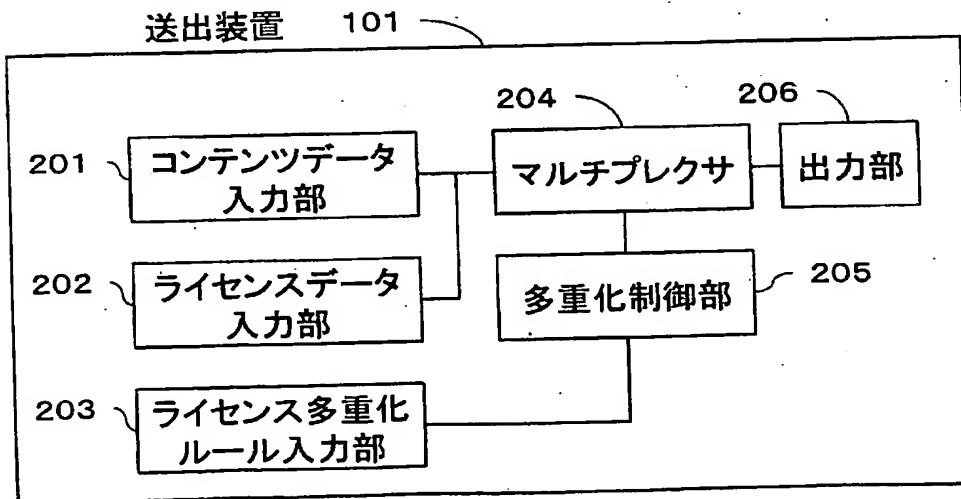 送出装置 101
204
206
201
コンテンツデータ
入力部
マルチプレクサ
出力部
202
ライセンスデータ
入力部
多重化制御部
205
203
ライセンス多重化
ルール入力部